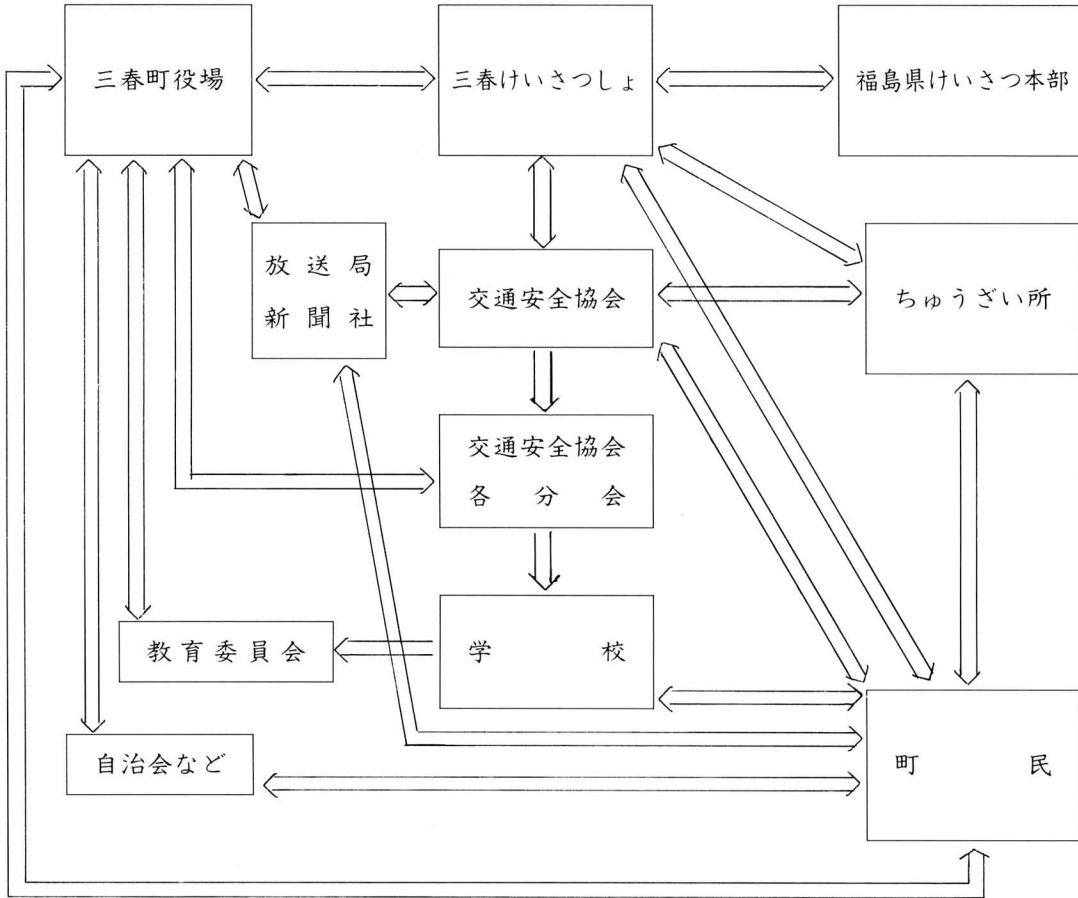 三春町役場
三春けいさつしょ
福島県けいさつ本部
放送局
新聞社
交通安全協会
ちゅうざい所
交通安全協会
各分会
教育委員会
学校
自治会など
町民